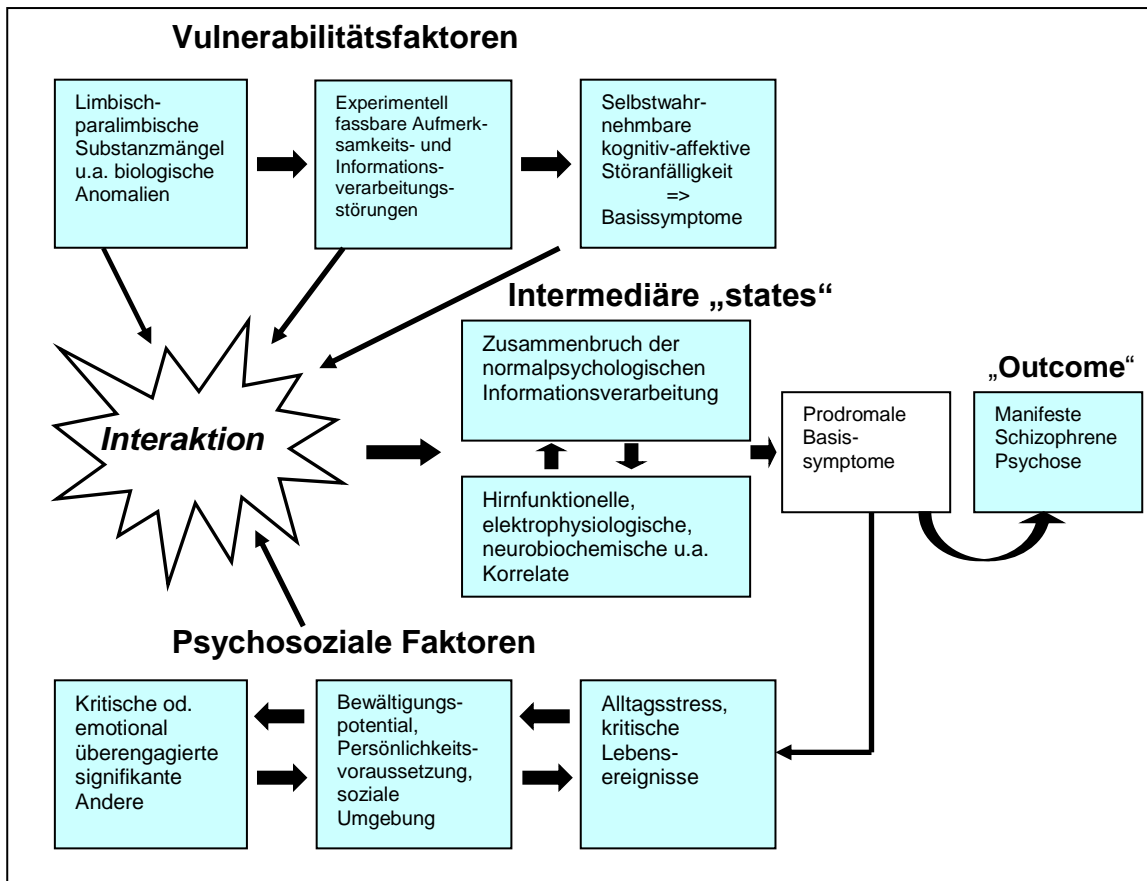 Vulnerabilitätsfaktoren
Limbisch-
paralimbische
Substanzmängel
u.a. biologische
Anomalien
Experimentell
fassbare Aufmerk-
samkeits- und
Informations-
verarbeitungs-
störungen
Selbstwahr-
nehmbare
kognitiv-affektive
Störanfälligkeit
=>
Basissymptome
Intermediäre „states“
Zusammenbruch der
normalpsychologischen
Informationsverarbeitung
„Outcome“
Interaktion
Prodromale
Basis-
symptome
Manifeste
Schizophrene
Psychose
Hirnfunktionelle,
elektrophysiologische,
neurobiochemische u.a.
Korrelate
Psychosoziale Faktoren
Kritische od.
emotional
überengagierte
signifikante
Andere
Bewältigungs-
potential,
Persönlichkeits-
voraussetzung,
soziale
Umgebung
Alltagsstress,
kritische
Lebens-
ereignisse